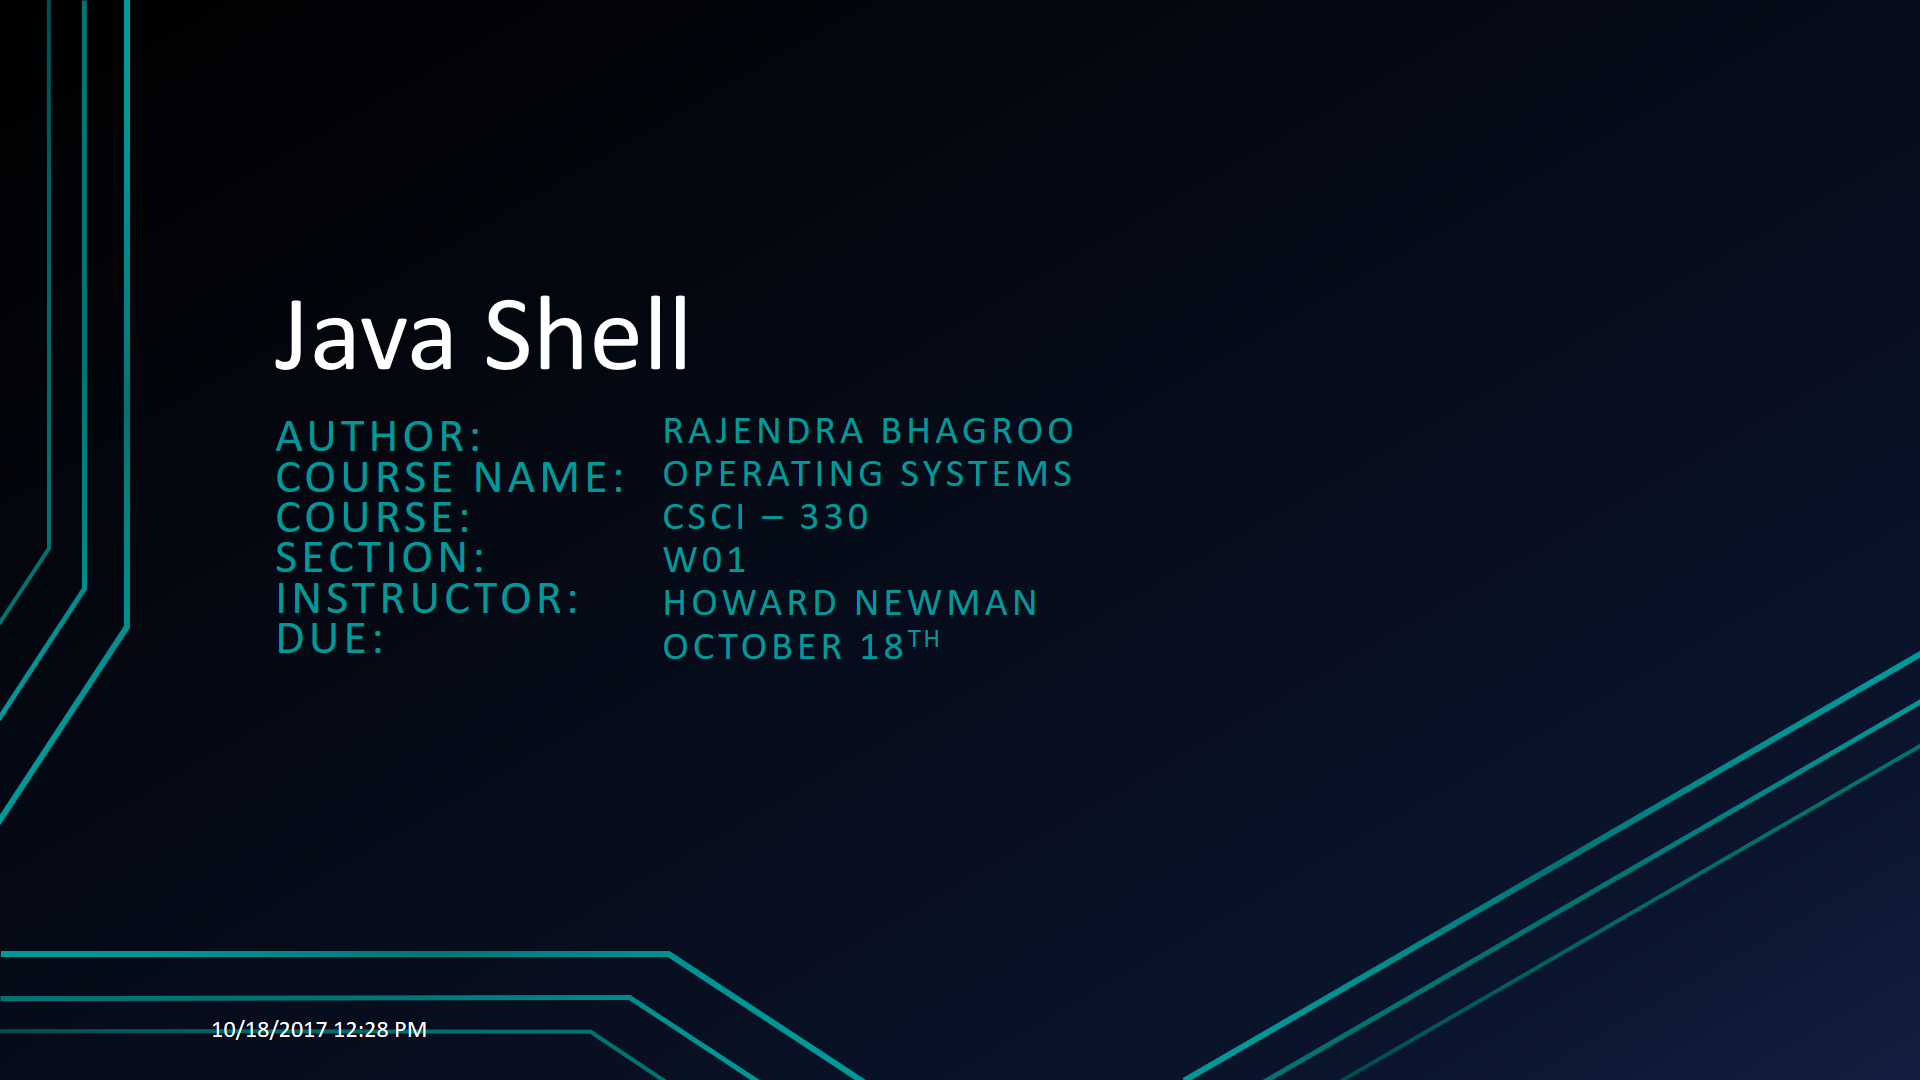 Java Shell
AUTHOR: RAJENDRA BHAGROO
COURSE NAME: OPERATING SYSTEMS
COURSE: CSCI – 330
SECTION: W01
INSTRUCTOR: HOWARD NEWMAN
DUE: OCTOBER 18TH
10/18/2017 12:28 PM